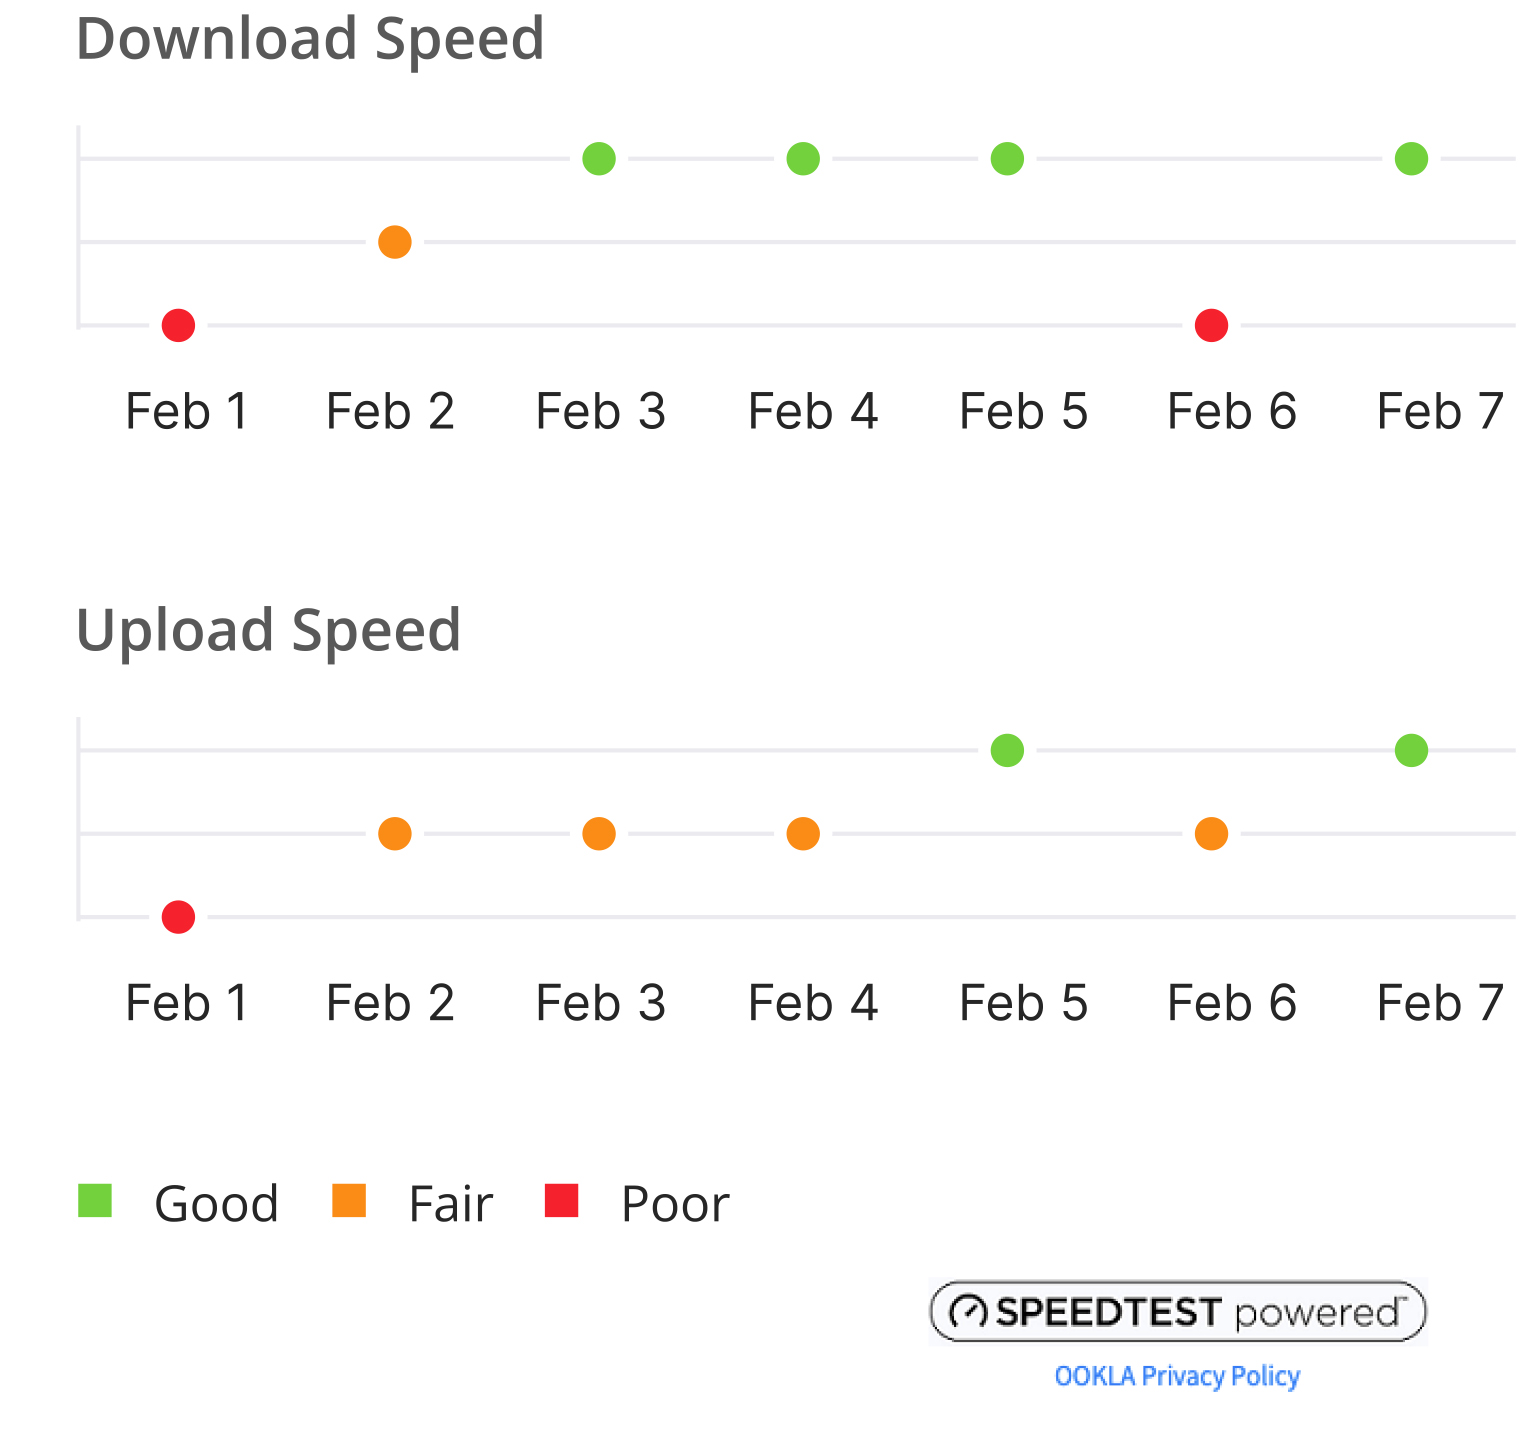 Download Speed
Feb 1 Feb 2 Feb 3 Feb 4 Feb 5 Feb 6 Feb 7
Upload Speed
Feb 1 Feb 2 Feb 3 Feb 4 Feb 5 Feb 6 Feb 7
Good Fair Poor
SPEEDTEST powered™
OOKLA Privacy Policy